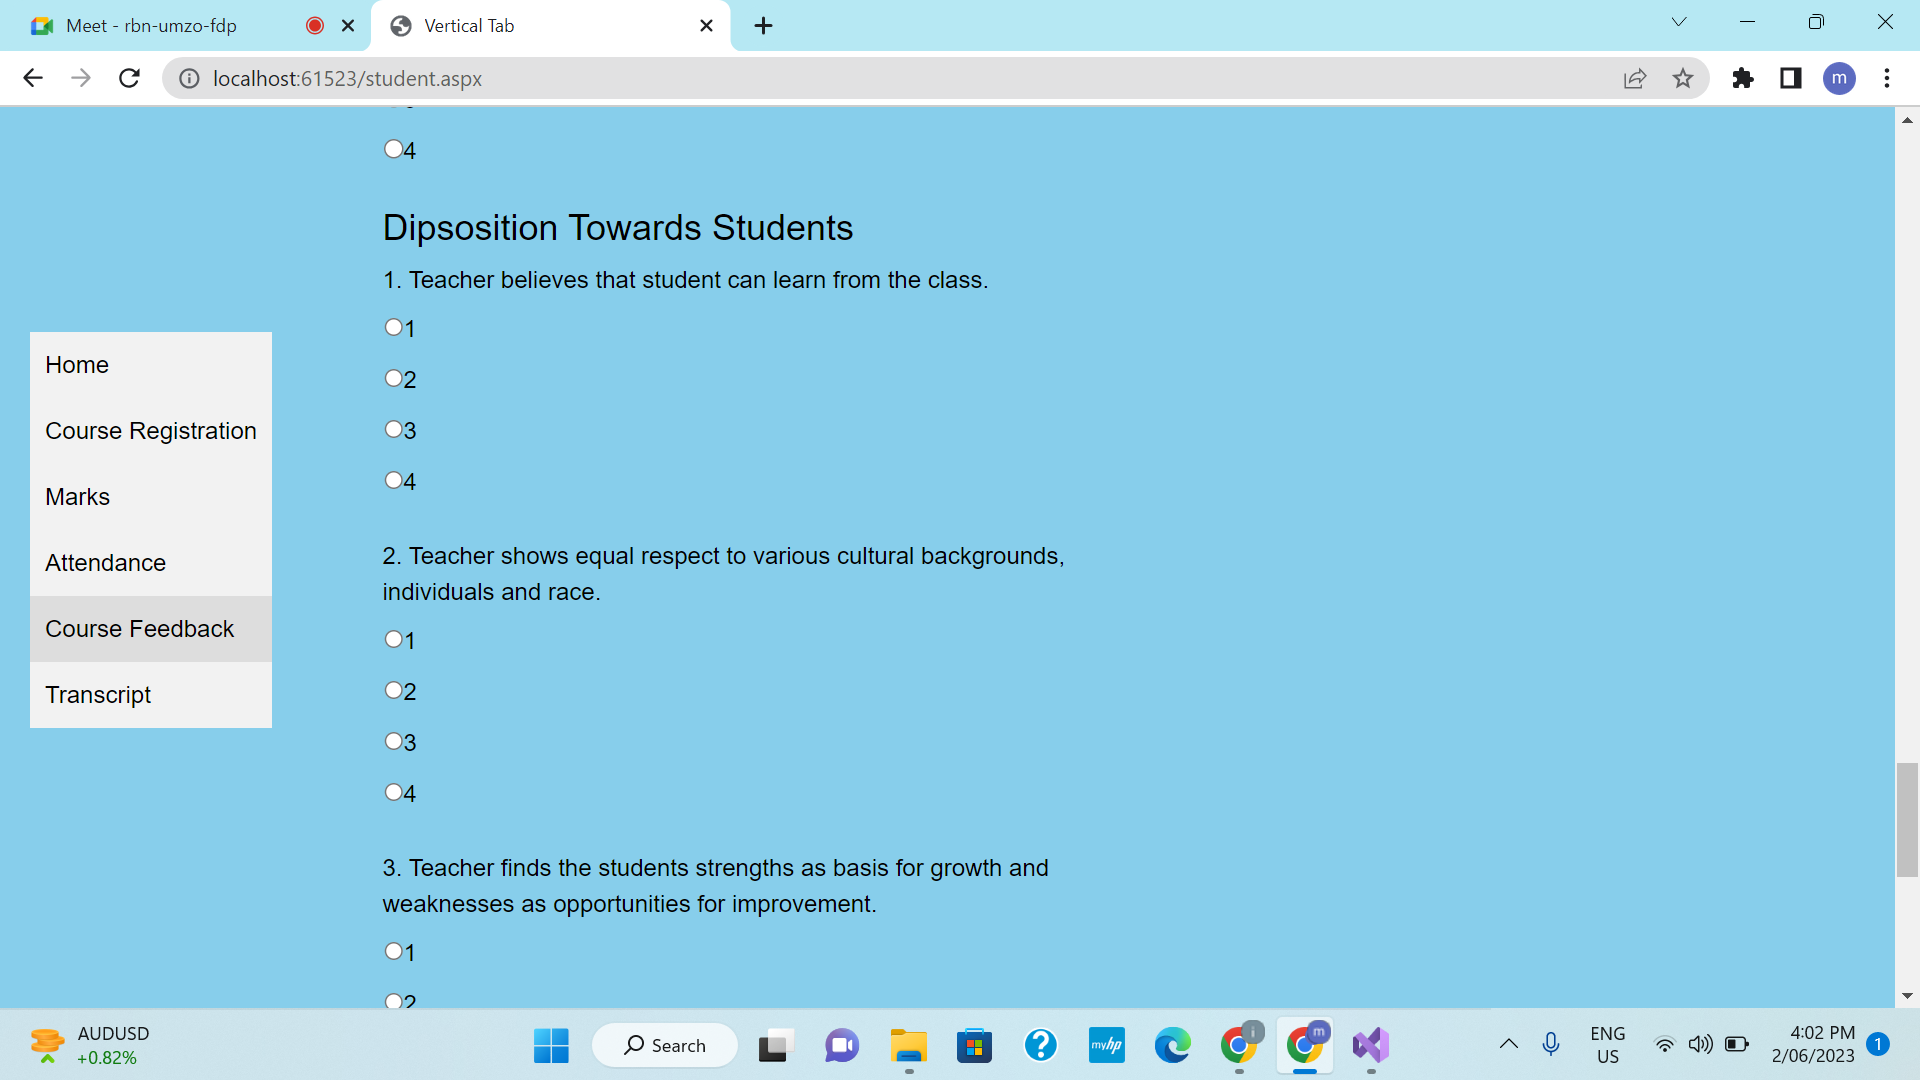 Meet - rbn-umzo-fdp
Vertical Tab
localhost:61523/student.aspx
m
4
Dipsosition Towards Students
1. Teacher believes that student can learn from the class.
1
2
3
4
2. Teacher shows equal respect to various cultural backgrounds,
individuals and race.
1
2
3
4
3. Teacher finds the students strengths as basis for growth and
weaknesses as opportunities for improvement.
1
2
Home
Course Registration
Marks
Attendance
Course Feedback
Transcript
AUDUSD
+0.82%
Search
myhp
i
m
ENG
US
4:02 PM
2/06/2023
1